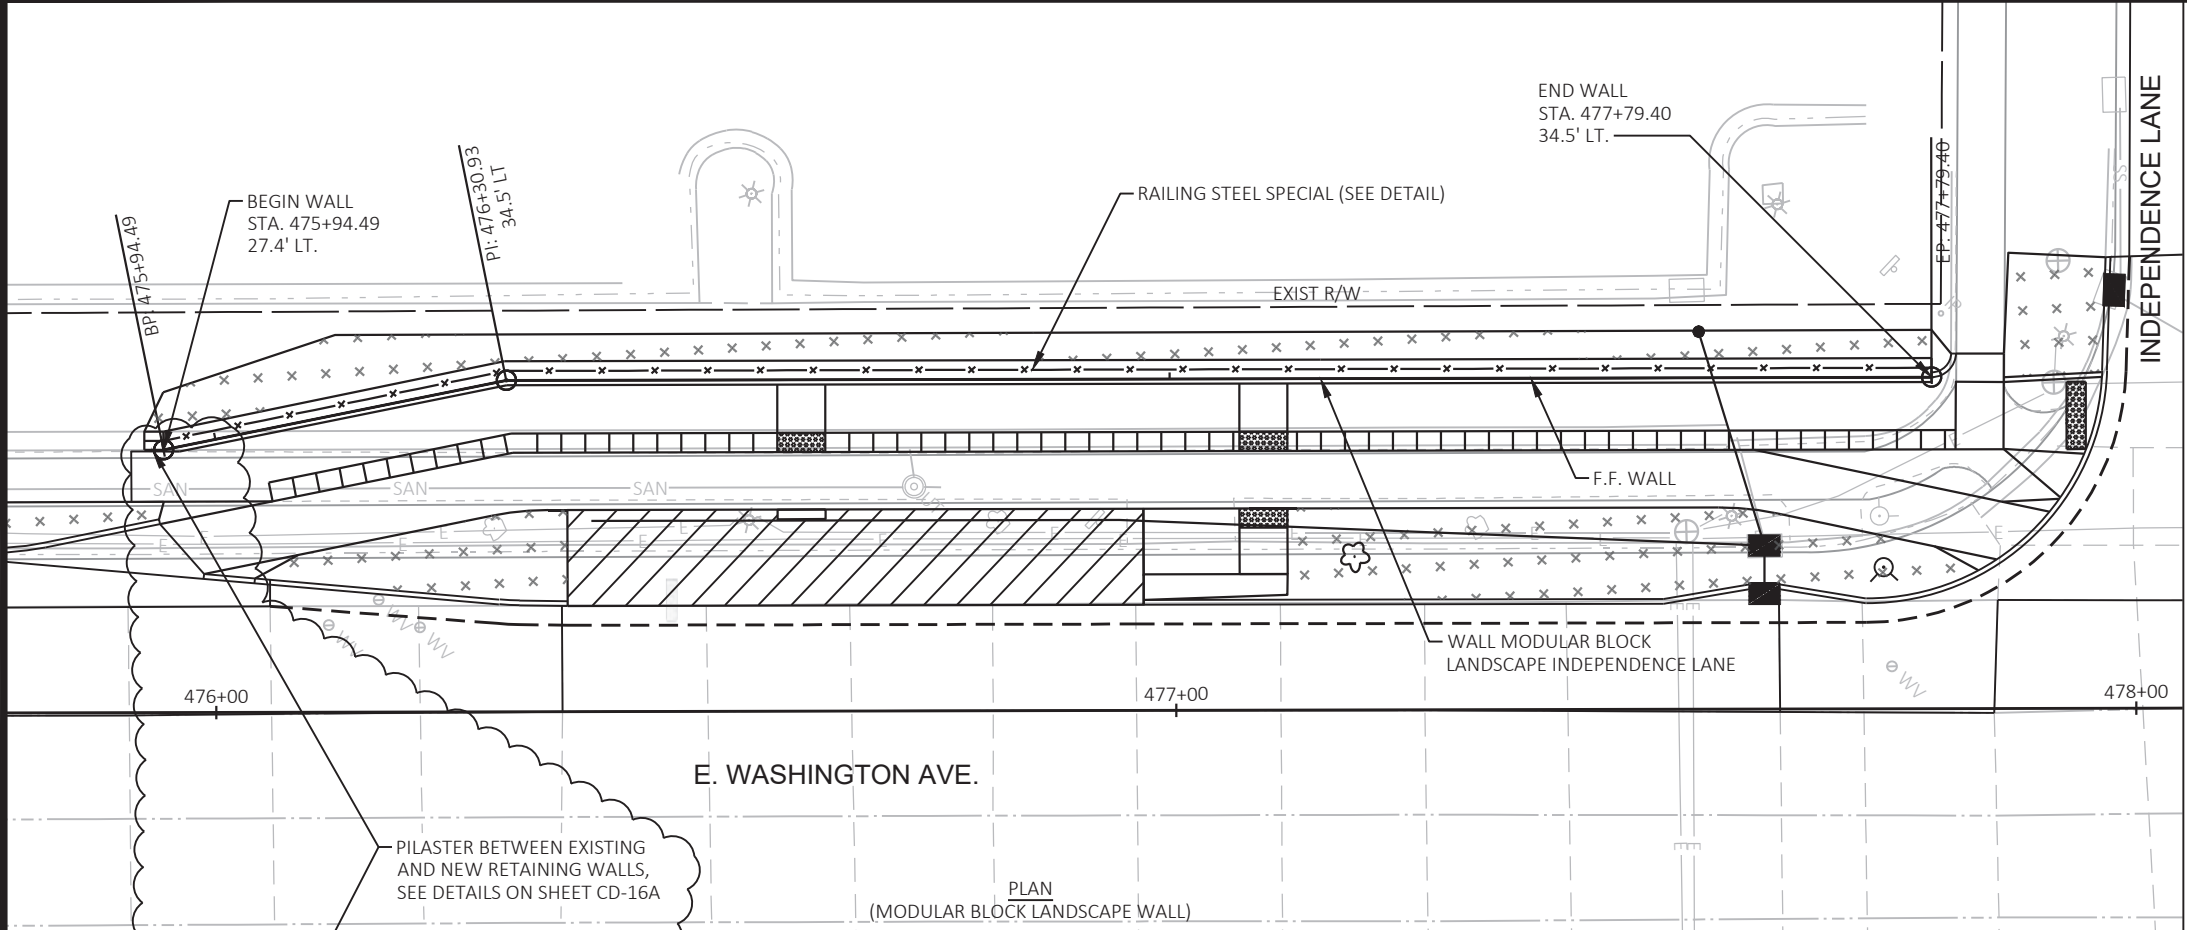 END WALL
STA. 477+79.40
34.5' LT.
INDEPENDENCE LANE
EP: 477+79.40
SS
BEGIN WALL
STA. 475+94.49
27.4' LT.
BP: 475+94.49
PI: 476+30.93
34.5' LT
RAILING STEEL SPECIAL (SEE DETAIL)
EXIST R/W
F.F. WALL
SAN
SAN
SAN
E
E
E
E
E
E
E
E
E
WALL MODULAR BLOCK
LANDSCAPE INDEPENDENCE LANE
WV
WV
WV
476+00
477+00
478+00
E. WASHINGTON AVE.
PILASTER BETWEEN EXISTING
AND NEW RETAINING WALLS,
SEE DETAILS ON SHEET CD-16A
PLAN
(MODULAR BLOCK LANDSCAPE WALL)